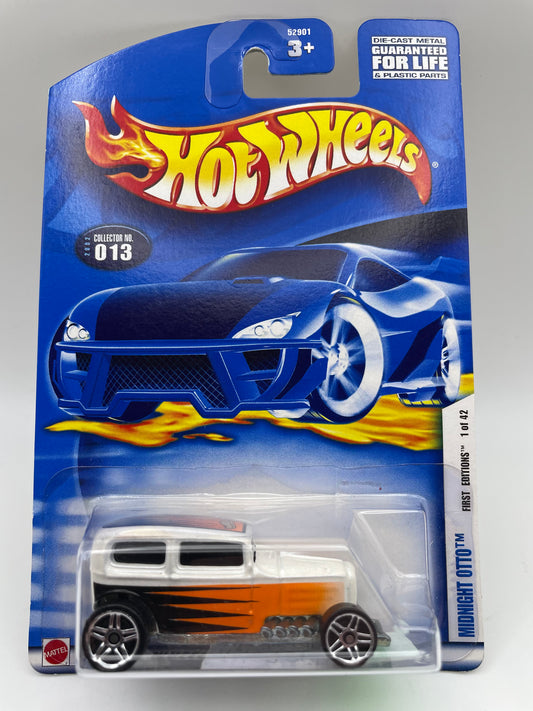 52901
3+
DIE-CAST METAL
GUARANTEED
FOR LIFE
& PLASTIC PARTS
HOT WHEELS®
2002
COLLECTOR NO.
013
FIRST EDITIONS™ 1 of 42
MIDNIGHT OTTO™
MATTEL